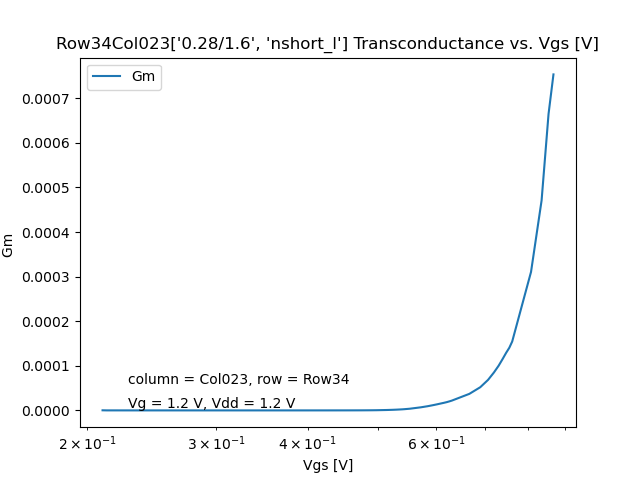 Row34Col023['0.28/1.6', 'nshort_l'] Transconductance vs. Vgs [V]
Gm
0.0007
0.0006
0.0005
0.0004
0.0003
0.0002
0.0001
0.0000
Gm
column = Col023, row = Row34
Vg = 1.2 V, Vdd = 1.2 V
2 × 10⁻¹ 3 × 10⁻¹ 4 × 10⁻¹ 6 × 10⁻¹
Vgs [V]